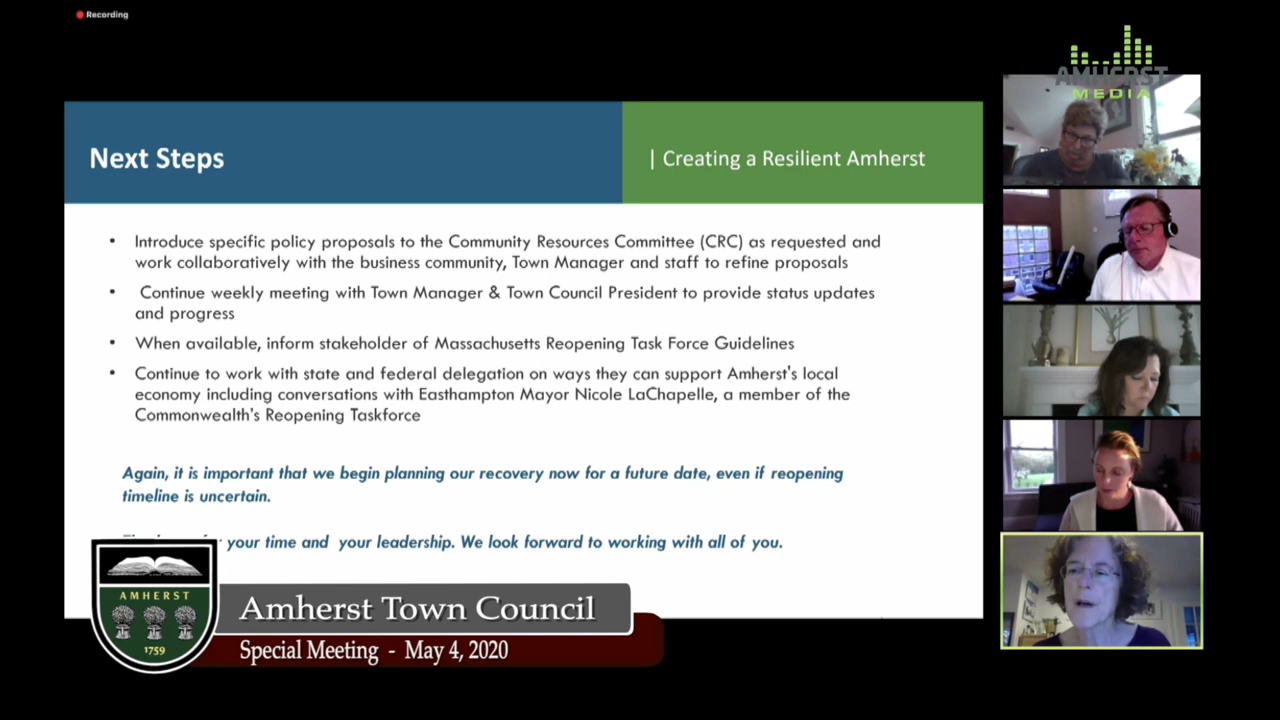 Recording
AMHERST
MEDIA
Next Steps
| Creating a Resilient Amherst
• Introduce specific policy proposals to the Community Resources Committee (CRC) as requested and
work collaboratively with the business community, Town Manager and staff to refine proposals
• Continue weekly meeting with Town Manager & Town Council President to provide status updates
and progress
• When available, inform stakeholder of Massachusetts Reopening Task Force Guidelines
• Continue to work with state and federal delegation on ways they can support Amherst's local
economy including conversations with Easthampton Mayor Nicole LaChapelle, a member of the
Commonwealth's Reopening Taskforce
Again, it is important that we begin planning our recovery now for a future date, even if reopening
timeline is uncertain.
your time and your leadership. We look forward to working with all of you.
AMHERST
1759
Amherst Town Council
Special Meeting - May 4, 2020